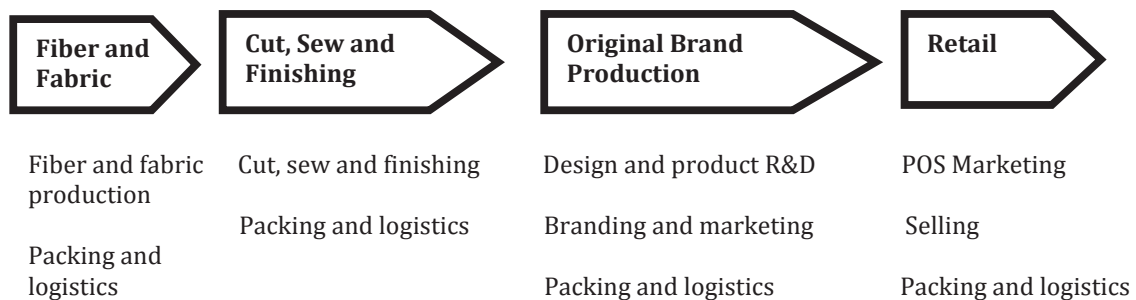 Fiber and
Fabric
Cut, Sew and
Finishing
Original Brand
Production
Retail
Fiber and fabric
production
Packing and
logistics
Cut, sew and finishing
Packing and logistics
Design and product R&D
Branding and marketing
Packing and logistics
POS Marketing
Selling
Packing and logistics